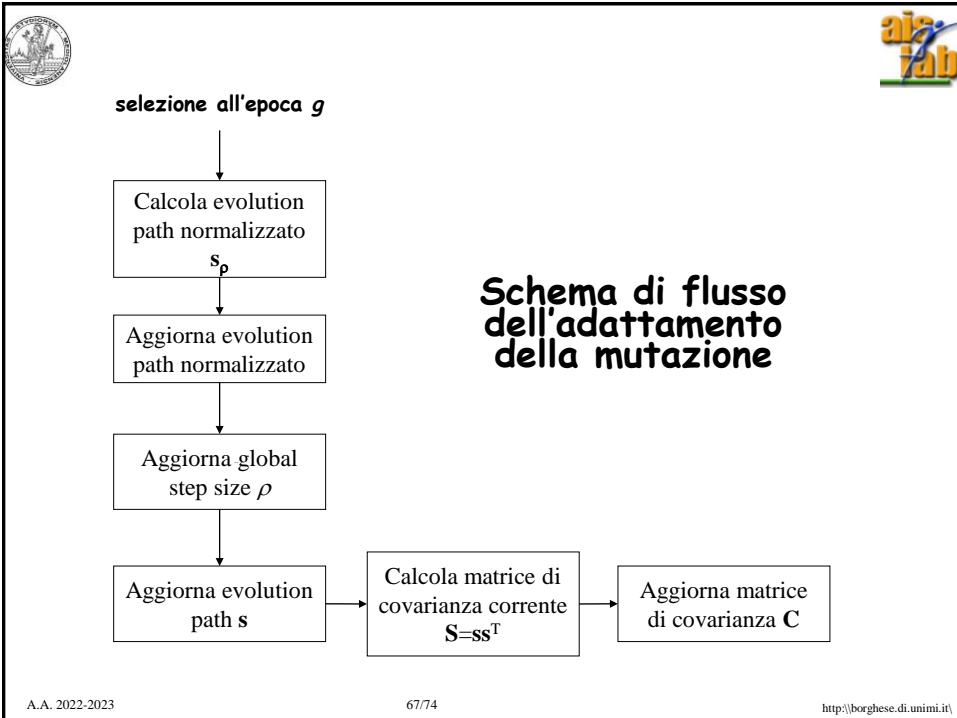 ais
lab
selezione all'epoca g
Calcola evolution
path normalizzato
sρ
Aggiorna evolution
path normalizzato
Aggiorna global
step size ρ
Aggiorna evolution
path s
Calcola matrice di
covarianza corrente
S=ssᵀ
Aggiorna matrice
di covarianza C
Schema di flusso
dell'adattamento
della mutazione
A.A. 2022-2023
67/74
http:\\borghese.di.unimi.it\